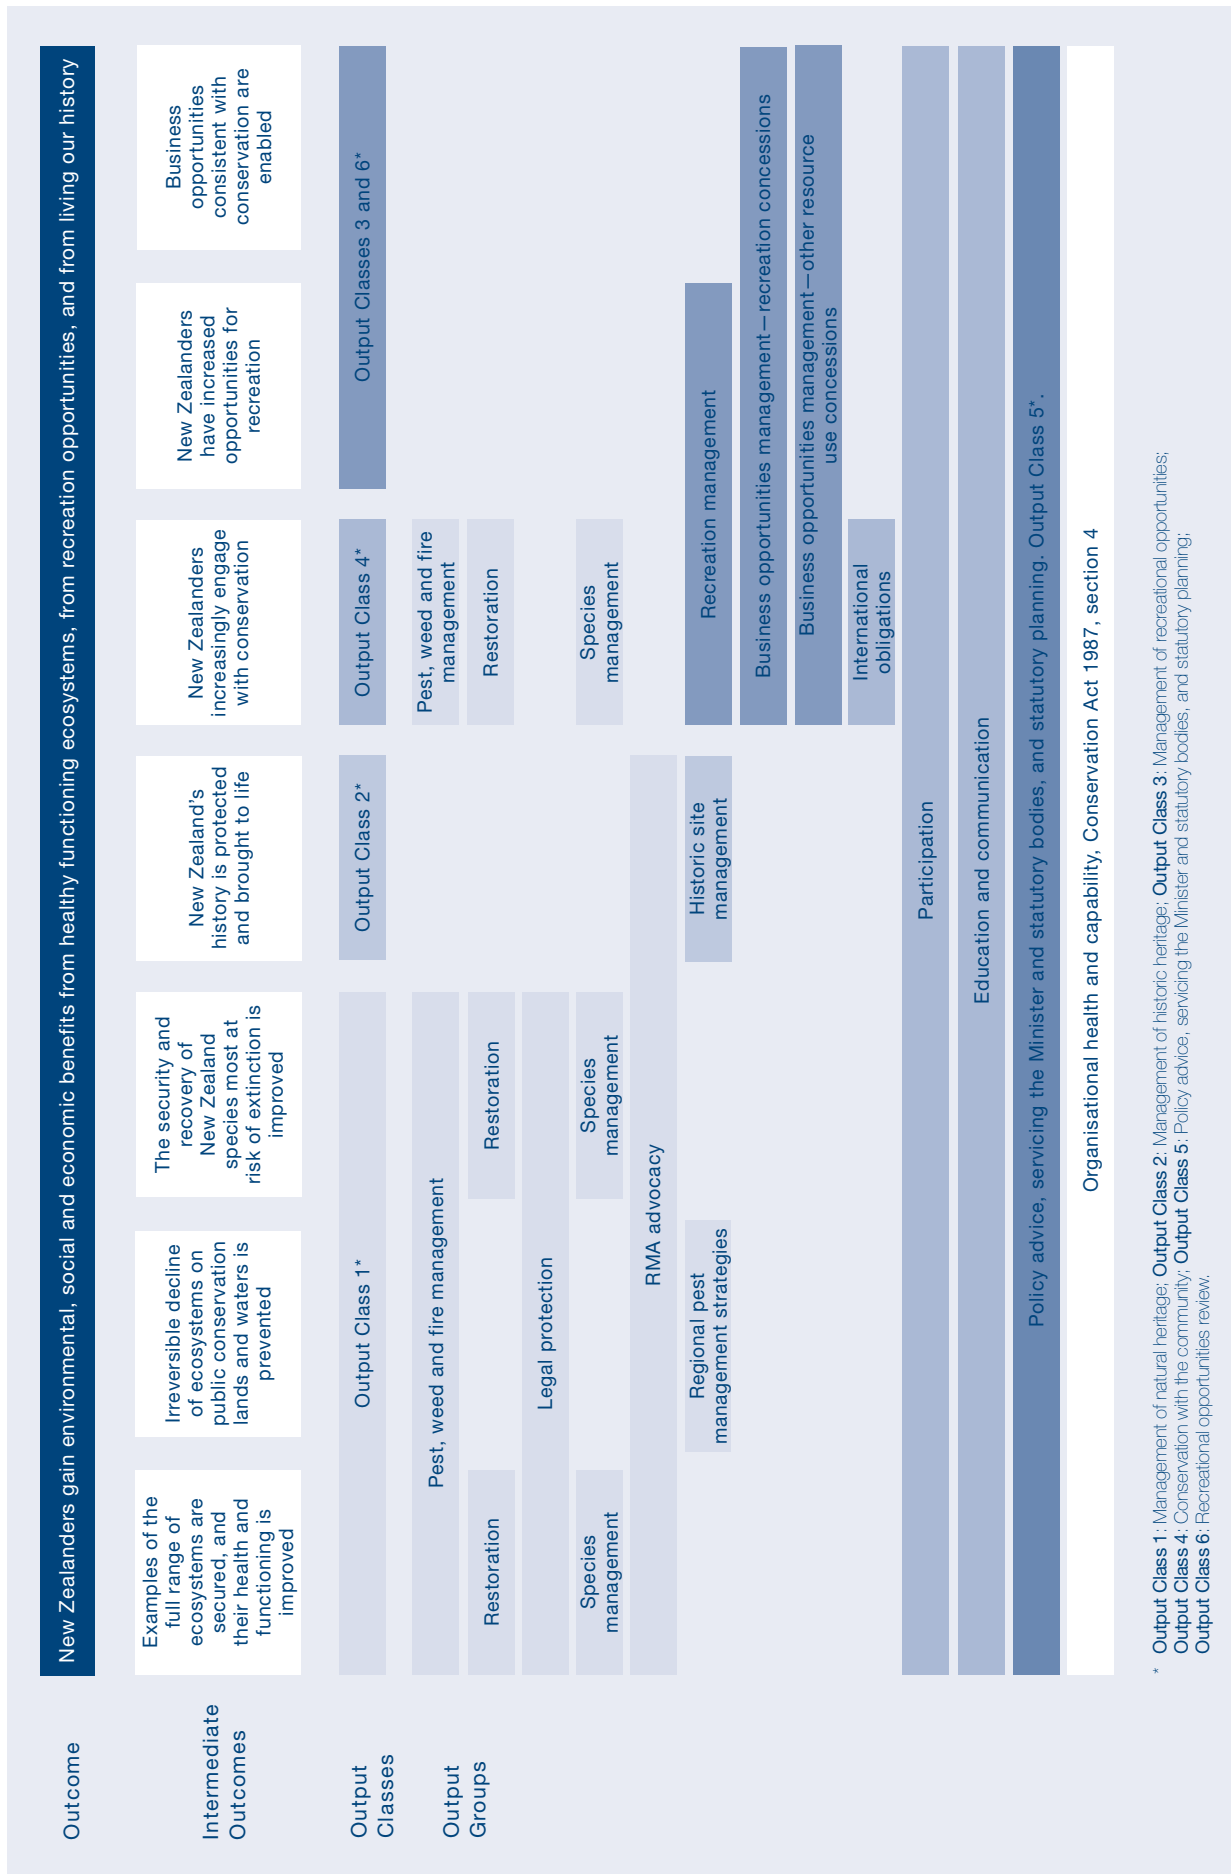 Outcome
New Zealanders gain environmental, social and economic benefits from healthy functioning ecosystems, from recreation opportunities, and from living our history
Intermediate
Outcomes
Examples of the
full range of
ecosystems are
secured, and
their health and
functioning is
improved
Irreversible decline
of ecosystems on
public conservation
lands and waters is
prevented
The security and
recovery of
New Zealand
species most at
risk of extinction is
improved
New Zealand's
history is protected
and brought to life
New Zealanders
increasingly engage
with conservation
New Zealanders
have increased
opportunities for
recreation
Business
opportunities
consistent with
conservation are
enabled
Output
Classes
Output Class 1*
Output Class 2*
Output Class 4*
Output Classes 3 and 6*
Output
Groups
Pest, weed and fire management
Pest, weed and fire
management
Restoration
Restoration
Restoration
Legal protection
Species
management
Species
management
Species
management
RMA advocacy
Regional pest
management strategies
Historic site
management
Recreation management
Business opportunities management—recreation concessions
Business opportunities management—other resource
use concessions
International
obligations
Participation
Education and communication
Policy advice, servicing the Minister and statutory bodies, and statutory planning. Output Class 5*.
Organisational health and capability, Conservation Act 1987, section 4
* Output Class 1: Management of natural heritage; Output Class 2: Management of historic heritage; Output Class 3: Management of recreational opportunities;
Output Class 4: Conservation with the community; Output Class 5: Policy advice, servicing the Minister and statutory bodies, and statutory planning;
Output Class 6: Recreational opportunities review.